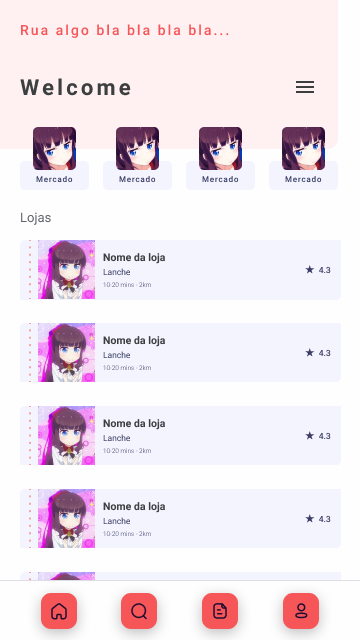 Rua algo bla bla bla bla...
Welcome
Mercado
Mercado
Mercado
Mercado
Lojas
Nome da loja
Lanche
★ 4.3
10-20 mins · 2km
Nome da loja
Lanche
★ 4.3
10-20 mins · 2km
Nome da loja
Lanche
★ 4.3
10-20 mins · 2km
Nome da loja
Lanche
★ 4.3
10-20 mins · 2km